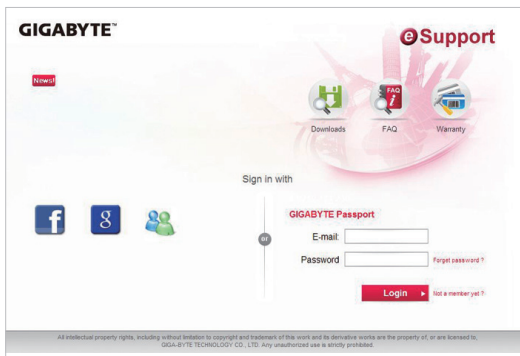 GIGABYTE™
eSupport
News!
FAQ
Downloads
FAQ
Warranty
Sign in with
g
or
GIGABYTE Passport
E-mail:
Password
Forget password ?
Login
Not a member yet ?
All intellectual property rights, including without limitation to copyright and trademark of this work and its derivative works are the property of, or are licensed to,
GIGA-BYTE TECHNOLOGY CO., LTD. Any unauthorized use is strictly prohibited.